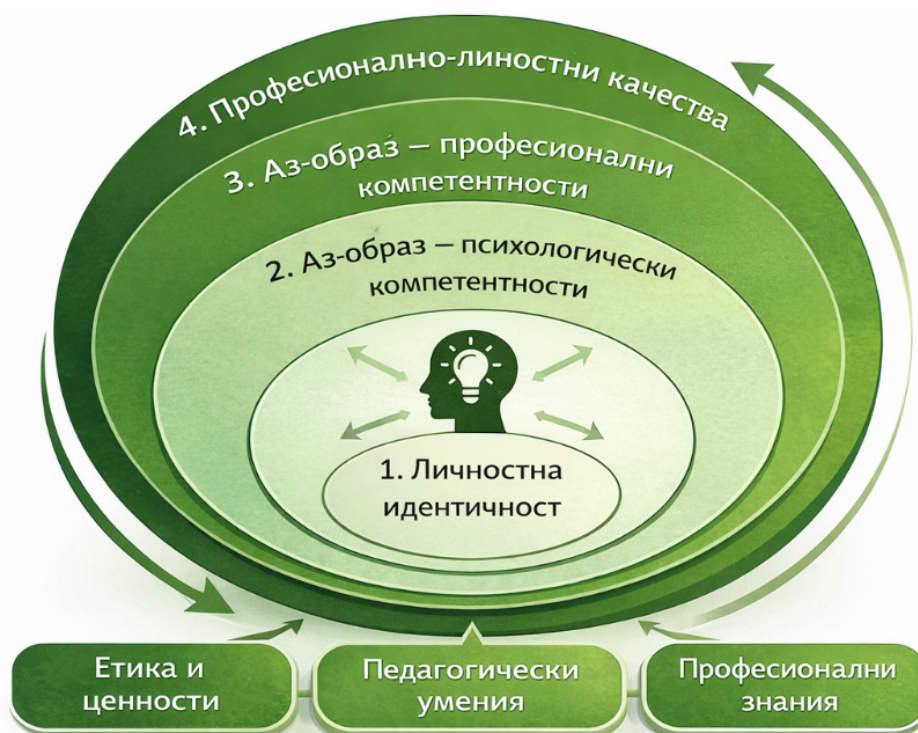 4. Професионално-линостни качества
3. Аз-образ – професионални
компетентности
2. Аз-образ – психологически
компетентности
1. Личностна
идентичност
Етика и
ценности
Педагогически
умения
Професионални
знания